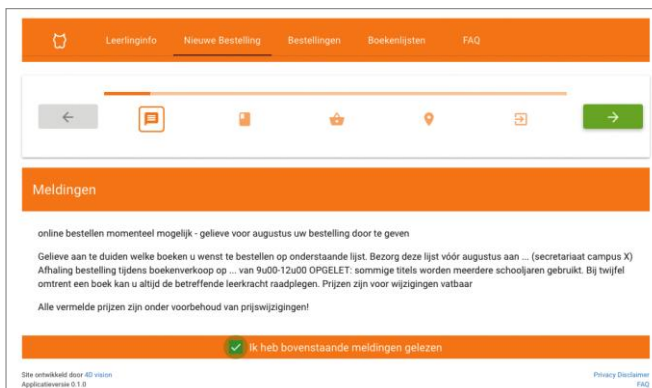 Leerlinginfo Nieuwe Bestelling Bestellingen Boekenlijsten FAQ
Meldingen
online bestellen momenteel mogelijk - gelieve voor augustus uw bestelling door te geven
Gelieve aan te duiden welke boeken u wenst te bestellen op onderstaande lijst. Bezorg deze lijst vóór augustus aan ... (secretariaat campus X)
Afhaling bestelling tijdens boekenverkoop op ... van 9u00-12u00 OPGELET: sommige titels worden meerdere schooljaren gebruikt. Bij twijfel
omtrent een boek kan u altijd de betreffende leerkracht raadplegen. Prijzen zijn voor wijzigingen vatbaar
Alle vermelde prijzen zijn onder voorbehoud van prijswijzigingen!
Ik heb bovenstaande meldingen gelezen
Site ontwikkeld door 4D vision
Privacy Disclaimer
Applicatieversie 0.1.0
FAQ